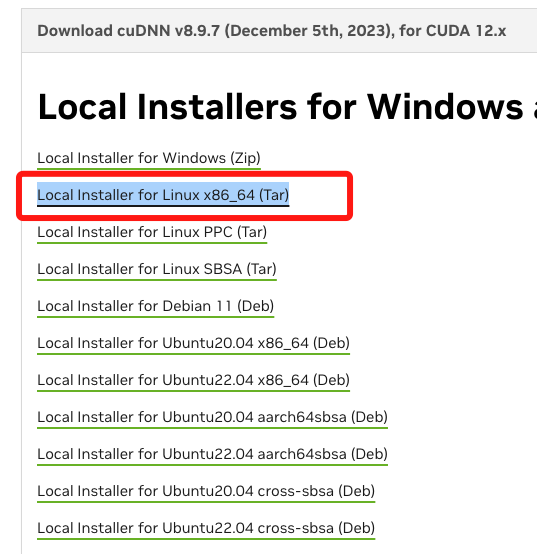 Download cuDNN v8.9.7 (December 5th, 2023), for CUDA 12.x
Local Installers for Windows a
Local Installer for Windows (Zip)
Local Installer for Linux x86_64 (Tar)
Local Installer for Linux PPC (Tar)
Local Installer for Linux SBSA (Tar)
Local Installer for Debian 11 (Deb)
Local Installer for Ubuntu20.04 x86_64 (Deb)
Local Installer for Ubuntu22.04 x86_64 (Deb)
Local Installer for Ubuntu20.04 aarch64sbsa (Deb)
Local Installer for Ubuntu22.04 aarch64sbsa (Deb)
Local Installer for Ubuntu20.04 cross-sbsa (Deb)
Local Installer for Ubuntu22.04 cross-sbsa (Deb)